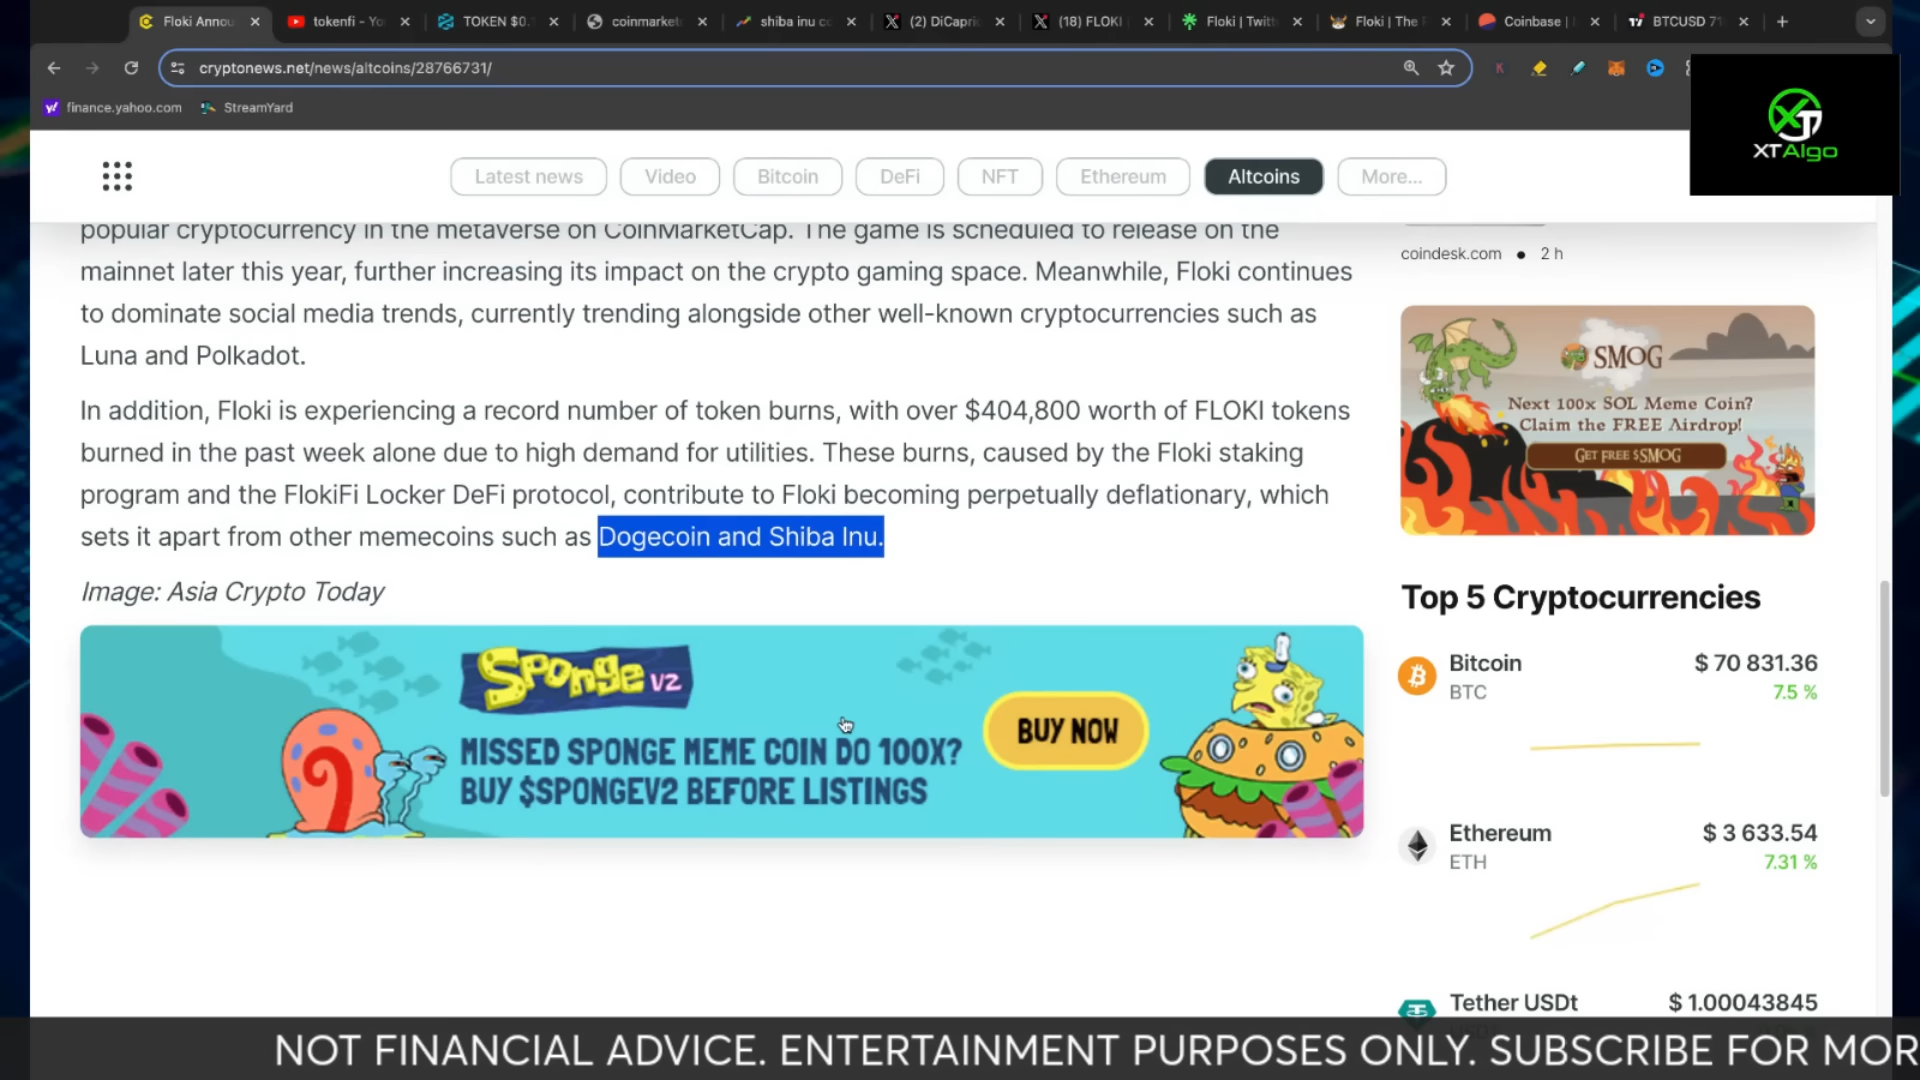 Floki Annou
tokenfi - Yo
TOKEN $0.
coinmarket
shiba inu co
(2) DiCapri
(18) FLOKI
Floki | Twitt
Floki | The
Coinbase |
BTCUSD 71
cryptonews.net/news/altcoins/28766731/
finance.yahoo.com
StreamYard
XTAlgo
Latest news
Video
Bitcoin
DeFi
NFT
Ethereum
Altcoins
More...
popular cryptocurrency in the metaverse on CoinMarketCap. The game is scheduled to release on the
mainnet later this year, further increasing its impact on the crypto gaming space. Meanwhile, Floki continues
to dominate social media trends, currently trending alongside other well-known cryptocurrencies such as
Luna and Polkadot.
In addition, Floki is experiencing a record number of token burns, with over $404,800 worth of FLOKI tokens
burned in the past week alone due to high demand for utilities. These burns, caused by the Floki staking
program and the FlokiFi Locker DeFi protocol, contribute to Floki becoming perpetually deflationary, which
sets it apart from other memecoins such as Dogecoin and Shiba Inu.
Image: Asia Crypto Today
Sponge V2
MISSED SPONGE MEME COIN DO 100X?
BUY $SPONGEV2 BEFORE LISTINGS
BUY NOW
coindesk.com • 2 h
SMOG
Next 100x SOL Meme Coin?
Claim the FREE Airdrop!
GET FREE $SMOG
Top 5 Cryptocurrencies
Bitcoin $ 70 831.36
BTC 7.5 %
Ethereum $ 3 633.54
ETH 7.31 %
Tether USDt $ 1.00043845
NOT FINANCIAL ADVICE. ENTERTAINMENT PURPOSES ONLY. SUBSCRIBE FOR MOR